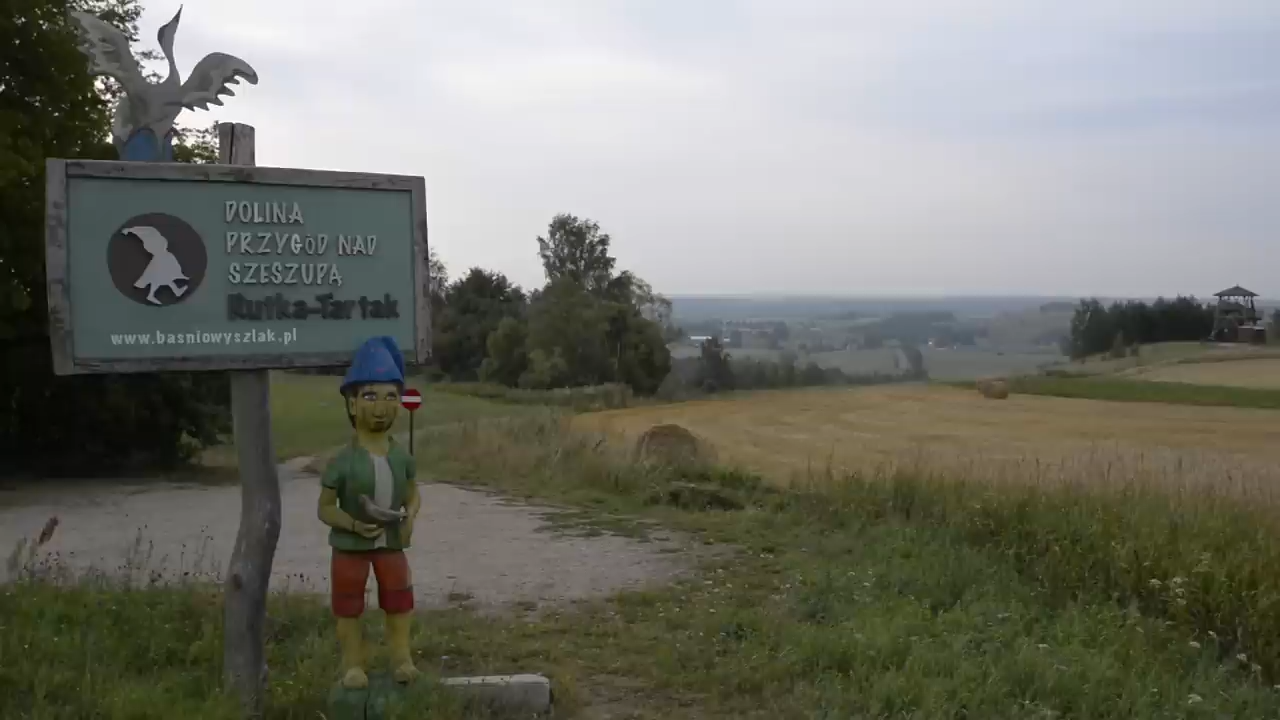 DOLINA
PRZYGÓD NAD
SZESZUPĄ
Rutka-Tartak
www.basniowyszlak.pl